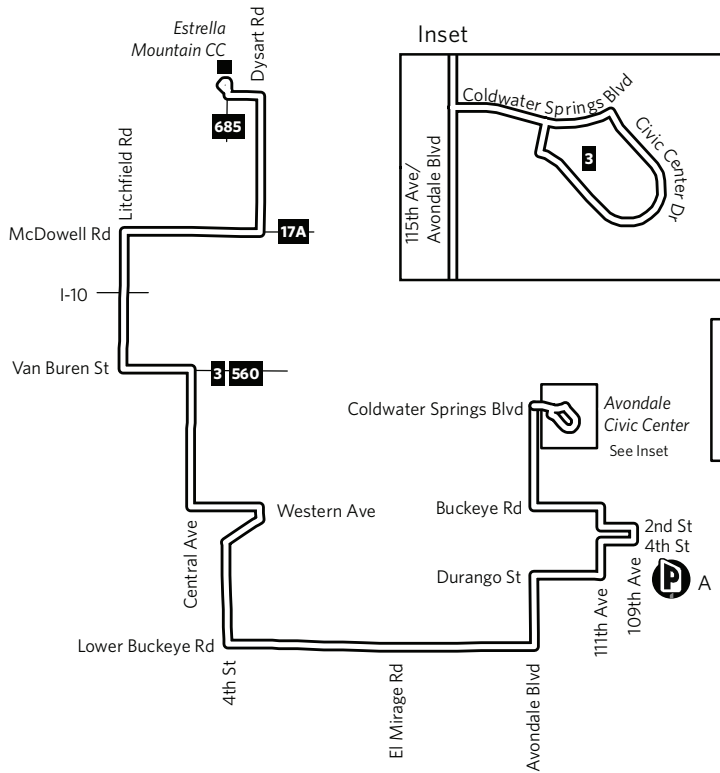 Estrella
Mountain CC
Dysart Rd
685
Litchfield Rd
McDowell Rd
17A
I-10
Van Buren St
3 560
Inset
Coldwater Springs Blvd
Civic Center Dr
3
115th Ave/
Avondale Blvd
Coldwater Springs Blvd
Avondale
Civic Center
See Inset
Central Ave
Western Ave
Buckeye Rd
2nd St
4th St
Durango St
111th Ave
109th Ave
P A
Lower Buckeye Rd
4th St
El Mirage Rd
Avondale Blvd